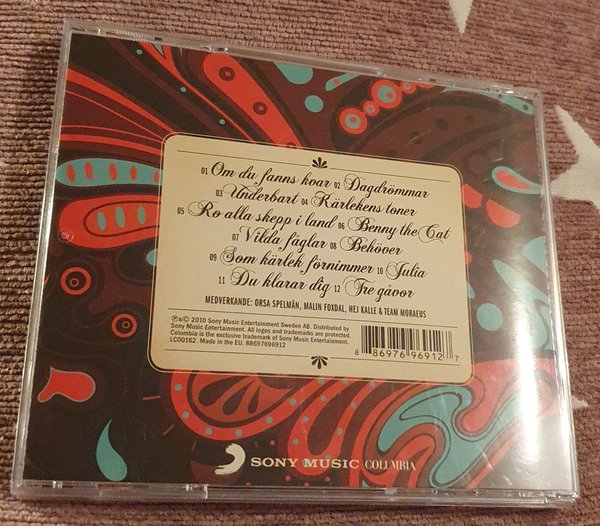 01 Om du fanns kvar 02 Dagdrömmar
03 Underbart 04 Kärlekens toner
05 Ro alla skepp i land 06 Benny the Cat
07 Vilda fåglar 08 Behöver
09 Som kärlek förnimmer 10 Julia
11 Du klarar dig 12 Tre gåvor
MEDVERKANDE: ORSA SPELMÄN, MALIN FOXDAL, HEJ KALLE & TEAM MORAEUS
℗&© 2010 Sony Music Entertainment Sweden AB. Distributed by
Sony Music Entertainment. All logos and trademarks are protected.
Columbia is the exclusive trademark of Sony Music Entertainment.
LC00162. Made in the EU. 88697696912
8 86976 96912 7
SONY MUSIC COLUMBIA